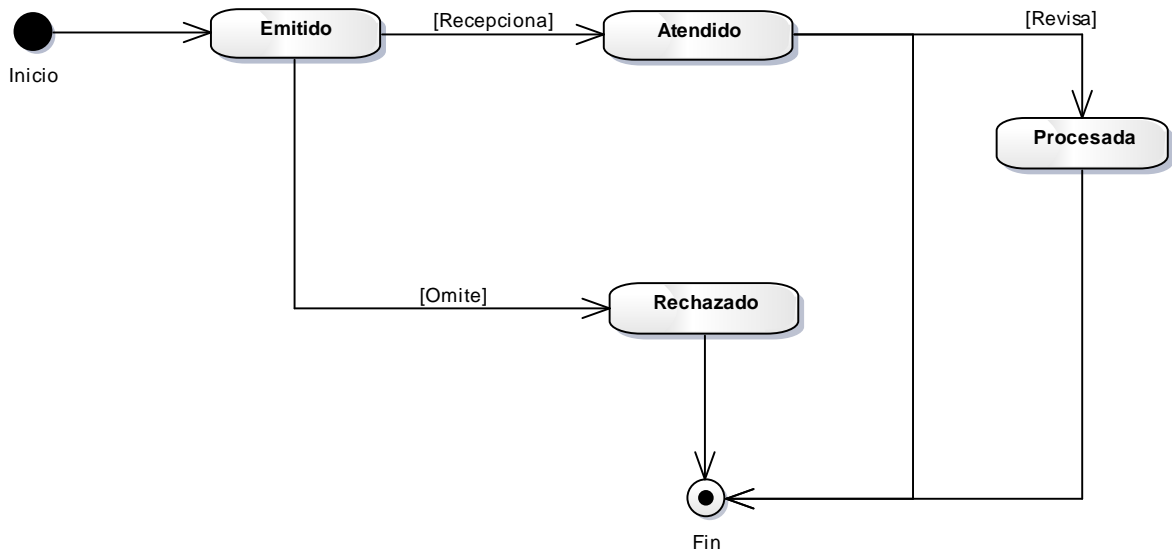 [Revisa]
Emitido
[Recepciona]
Atendido
Inicio
Procesada
[Omite]
Rechazado
Fin